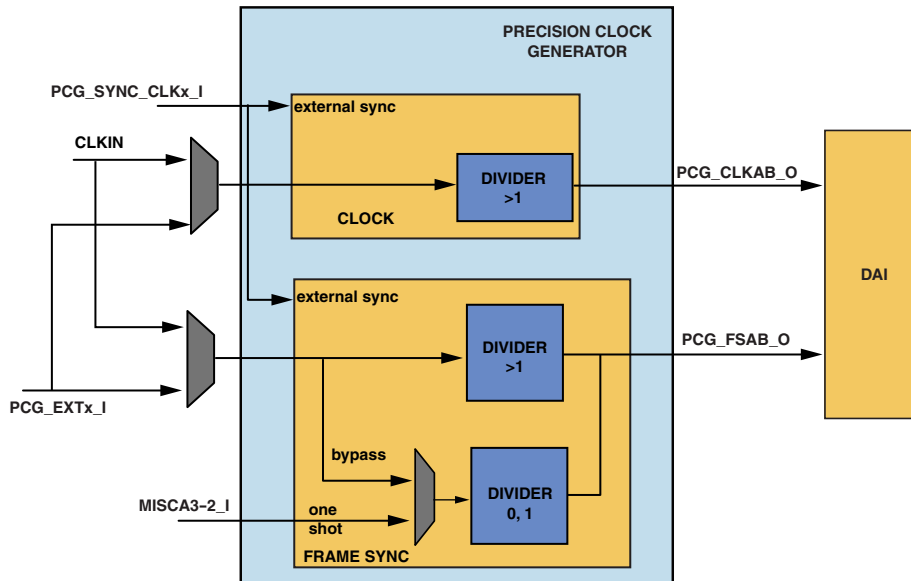 PRECISION CLOCK
GENERATOR
PCG_SYNC_CLKx_I
external sync
CLKIN
DIVIDER
>1
PCG_CLKAB_O
CLOCK
DAI
external sync
DIVIDER
>1
PCG_FSAB_O
PCG_EXTx_I
bypass
MISCA3-2_I
one
shot
DIVIDER
0, 1
FRAME SYNC